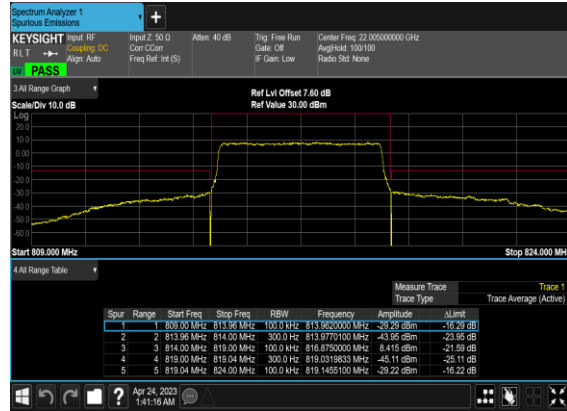 Spectrum Analyzer 1
Spurious Emissions
KEYSIGHT Input: RF Input Z: 50 Ω Atten: 40 dB Trig: Free Run Center Freq: 22.005000000 GHz
RLT Coupling: DC Corr CCorr Gate: Off Avg|Hold: 100/100
Align: Auto Freq Ref: Int (S) IF Gain: Low Radio Std: None
PASS
3 All Range Graph Ref Lvl Offset 7.60 dB
Scale/Div 10.0 dB Ref Value 30.00 dBm
Log
20.0
10.0
0.00
-10.0
-20.0
-30.0
-40.0
-50.0
-60.0
Start 809.000 MHz Stop 824.000 MH
4 All Range Table
Measure Trace Trace 1
Trace Type Trace Average (Active)
Spur Range Start Freq Stop Freq RBW Frequency Amplitude ΔLimit
1 1 809.00 MHz 813.96 MHz 100.0 kHz 813.9620000 MHz -29.29 dBm -16.29 dB
2 2 813.96 MHz 814.00 MHz 300.0 Hz 813.9770100 MHz -43.95 dBm -23.95 dB
3 3 814.00 MHz 819.00 MHz 100.0 kHz 816.8750000 MHz 8.415 dBm -21.59 dB
4 4 819.00 MHz 819.04 MHz 300.0 Hz 819.0319833 MHz -45.11 dBm -25.11 dB
5 5 819.04 MHz 824.00 MHz 100.0 kHz 819.1455100 MHz -29.22 dBm -16.22 dB
? Apr 24, 2023
1:41:16 AM